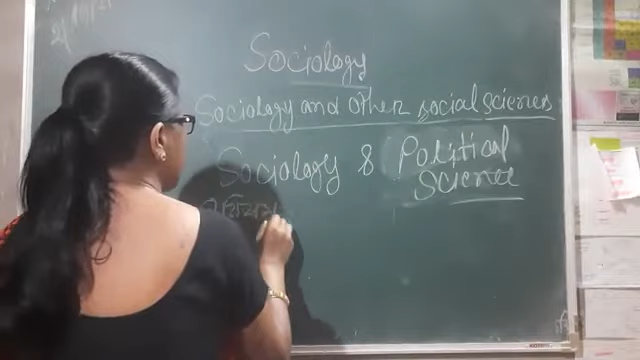 Sociology
Sociology and other social sciences
Sociology & Political
Science